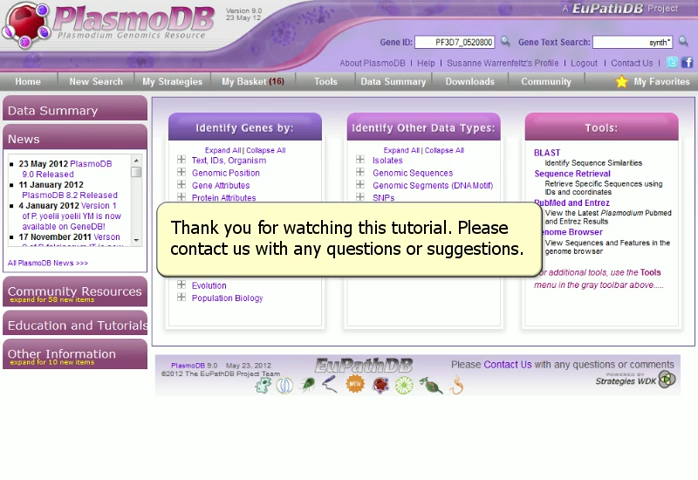 PlasmoDB
Plasmodium Genomics Resource
Version 9.0
23 May 12
A EuPathDB Project
Gene ID: PF3D7_0520800
Gene Text Search: synth*
About PlasmoDB | Help | Susanne Warrenfeltz's Profile | Logout | Contact Us |
Home
New Search
My Strategies
My Basket (16)
Tools
Data Summary
Downloads
Community
My Favorites
Data Summary
News
23 May 2012 PlasmoDB
9.0 Released
11 January 2012
PlasmoDB 8.2 Released
4 January 2012 Version
1 of P. yoelii yoelii YM is now
available on GeneDB!
17 November 2011 Version
All PlasmoDB News >>>
Community Resources
expand for 58 new items
Education and Tutorials
Other Information
expand for 10 new items
Identify Genes by:
Expand All | Collapse All
Text, IDs, Organism
Genomic Position
Gene Attributes
Protein Attributes
Evolution
Population Biology
Identify Other Data Types:
Expand All | Collapse All
Isolates
Genomic Sequences
Genomic Segments (DNA Motif)
SNPs
Tools:
BLAST
Identify Sequence Similarities
Sequence Retrieval
Retrieve Specific Sequences using
IDs and coordinates
PubMed and Entrez
View the Latest Plasmodium Pubmed
and Entrez Results
Genome Browser
View Sequences and Features in the
genome browser
For additional tools, use the Tools
menu in the gray toolbar above.....
Thank you for watching this tutorial. Please
contact us with any questions or suggestions.
PlasmoDB 9.0 May 23, 2012
©2012 The EuPathDB Project Team
EuPathDB
Please Contact Us with any questions or comments
POWERED BY
Strategies WDK